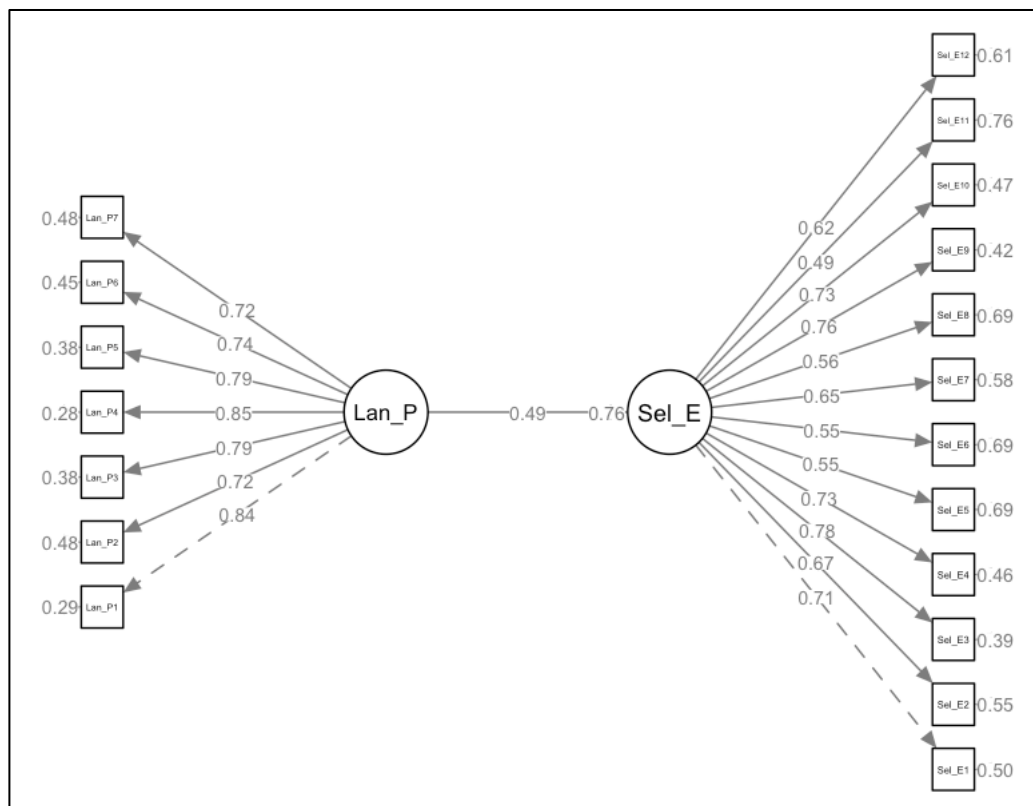 Sel_E12 0.61
Sel_E11 0.76
Sel_E10 0.47
0.48 Lan_P7
0.62
Sel_E9 0.42
0.49
0.45 Lan_P6
0.73
0.72
Sel_E8 0.69
0.76
0.38 Lan_P5
0.74
0.56
0.79
Sel_E7 0.58
0.65
0.28 Lan_P4
0.85
Lan_P
0.49
0.76
Sel_E
0.55
Sel_E6 0.69
0.79
0.55
0.38 Lan_P3
0.72
0.73
Sel_E5 0.69
0.84
0.78
0.48 Lan_P2
0.67
Sel_E4 0.46
0.71
0.29 Lan_P1
Sel_E3 0.39
Sel_E2 0.55
Sel_E1 0.50